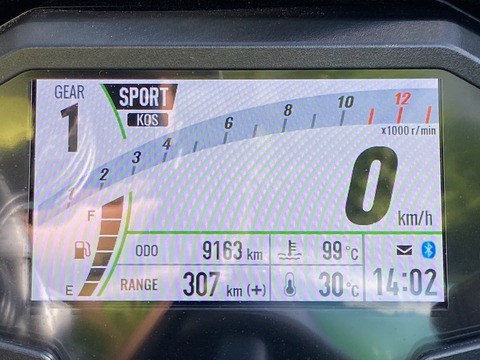 GEAR
1
SPORT
KQS
1 2 3 4 6 8 10 12
x1000 r/min
0 km/h
F
E
ODO 9163 km
99 °C
RANGE 307 km (+)
30 °C
14:02